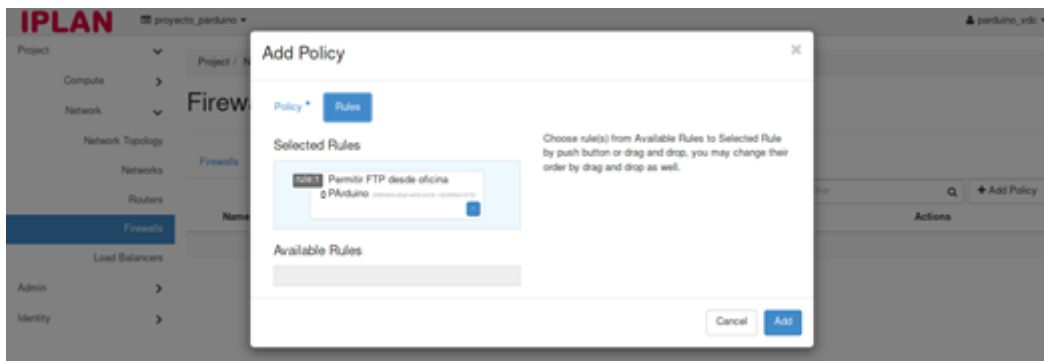 IPLAN
proyecto_parduino
parduino_vdc
Project
Compute
Network
Network Topology
Networks
Routers
Firewalls
Load Balancers
Admin
Identity
Project / N
Firew
Firewalls
Name
Add Policy
×
Policy *
Rules
Selected Rules
rule:1 Permitir FTP desde oficina
PArduino
Available Rules
Choose rule(s) from Available Rules to Selected Rule
by push button or drag and drop, you may change their
order by drag and drop as well.
Cancel
Add
+ Add Policy
Actions